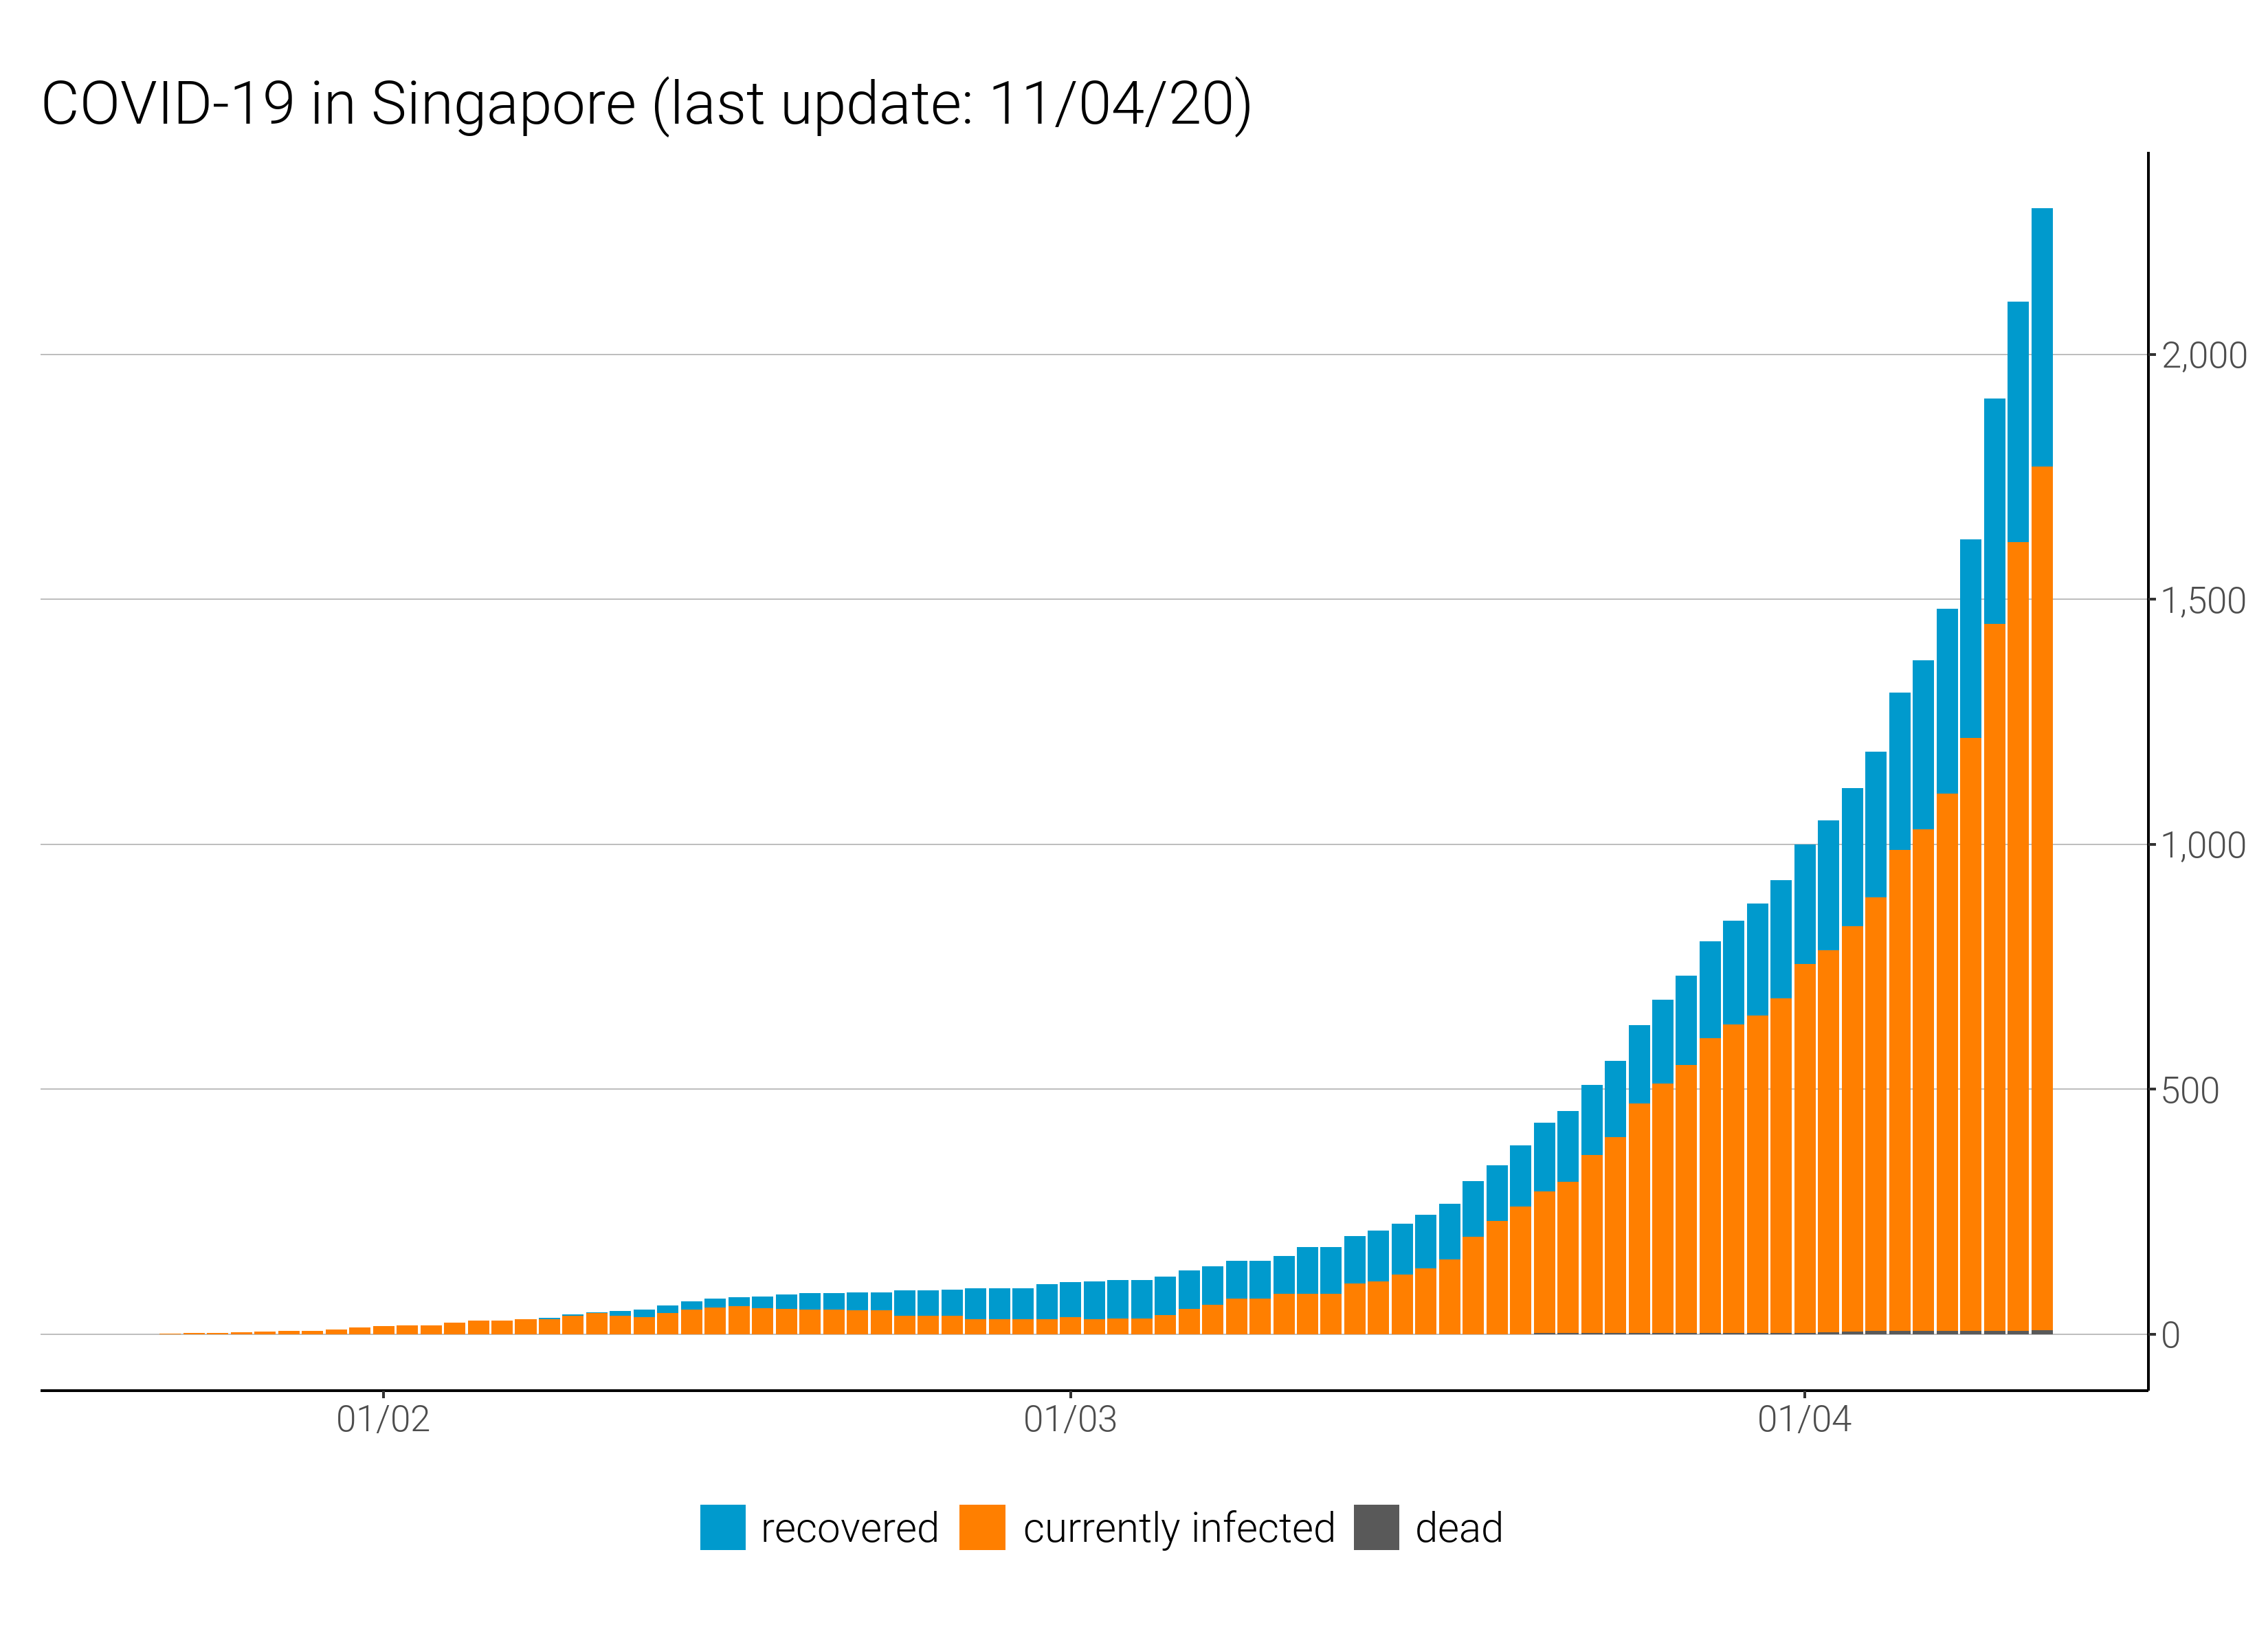 COVID-19 in Singapore (last update: 11/04/20)
2,000
1,500
1,000
500
0
01/02 01/03 01/04
recovered currently infected dead